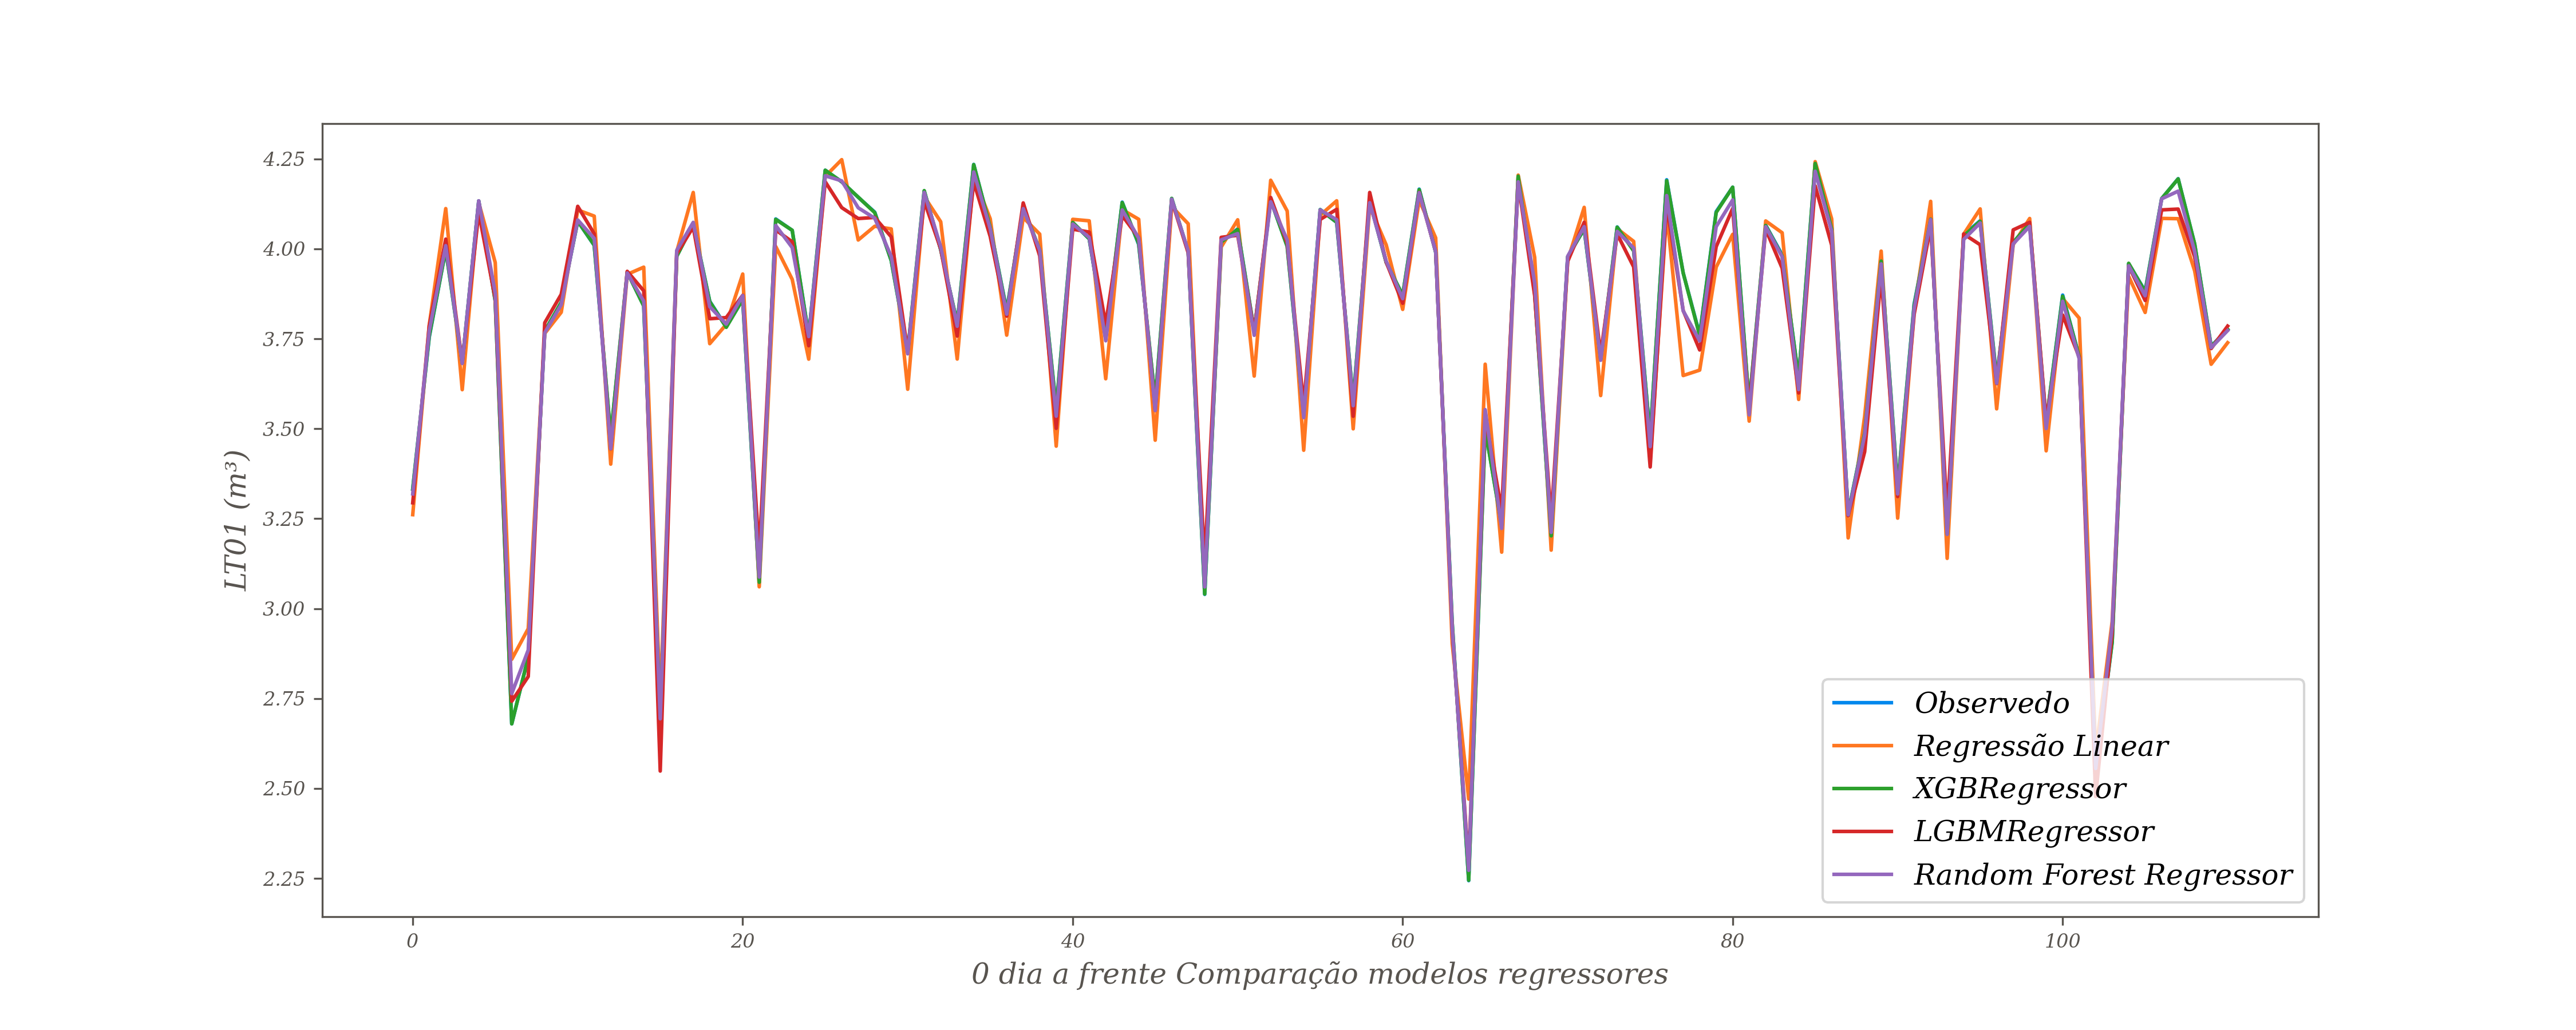 4.25
4.00
3.75
3.50
3.25
3.00
2.75
2.50
2.25
LT01 (m³)
0 20 40 60 80 100
0 dia a frente Comparação modelos regressores
Observedo
Regressão Linear
XGBRegressor
LGBMRegressor
Random Forest Regressor